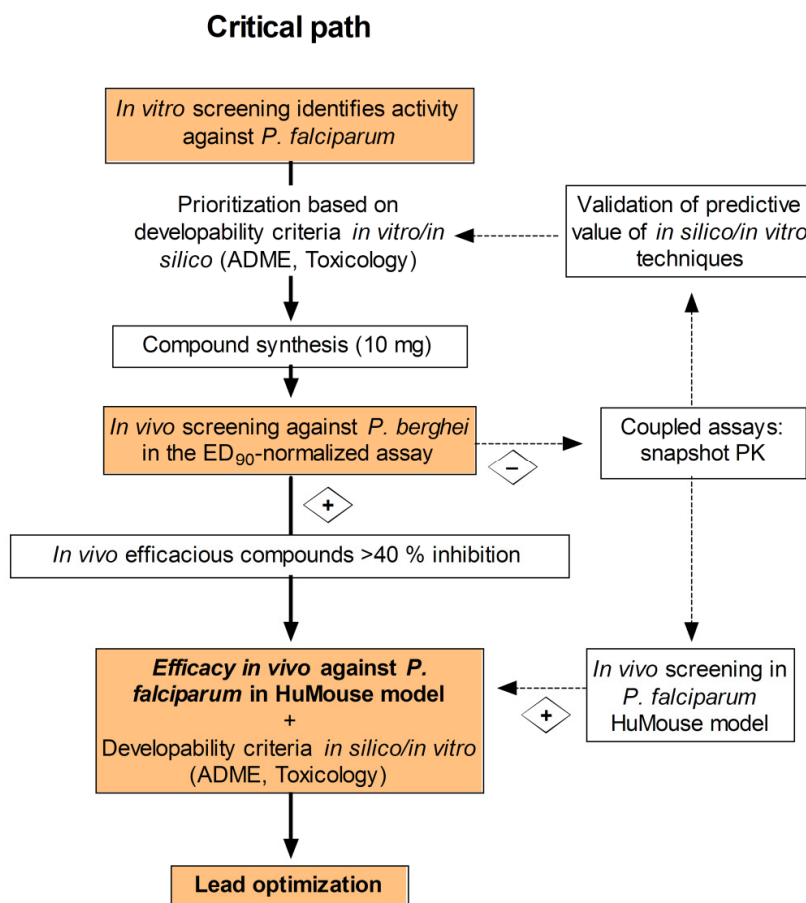 Critical path
In vitro screening identifies activity
against P. falciparum
Prioritization based on
developability criteria in vitro/in
silico (ADME, Toxicology)
Validation of predictive
value of in silico/in vitro
techniques
Compound synthesis (10 mg)
In vivo screening against P. berghei
in the ED90-normalized assay
−
Coupled assays:
snapshot PK
+
In vivo efficacious compounds >40 % inhibition
Efficacy in vivo against P.
falciparum in HuMouse model
+
Developability criteria in silico/in vitro
(ADME, Toxicology)
+
In vivo screening in
P. falciparum
HuMouse model
Lead optimization